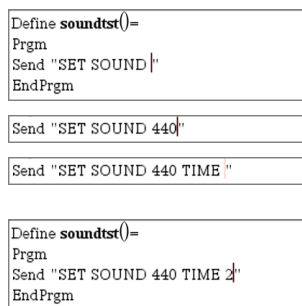 Define soundtst()=
Prgm
Send "SET SOUND "
EndPrgm
Send "SET SOUND 440"
Send "SET SOUND 440 TIME "
Define soundtst()=
Prgm
Send "SET SOUND 440 TIME 2"
EndPrgm